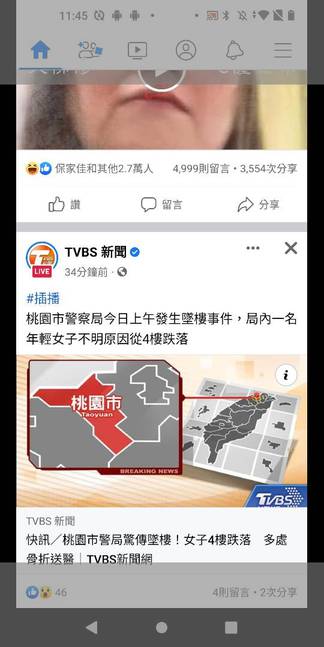 11:45
保家佳和其他2.7萬人
4,999則留言・3,554次分享
讚
留言
分享
TVBS 新聞
LIVE
34分鐘前・
#插播
桃園市警察局今日上午發生墜樓事件，局內一名
年輕女子不明原因從4樓跌落
桃園市
Taoyuan
BREAKING NEWS
TVBS
TVBS 新聞
快訊／桃園市警局驚傳墜樓！女子4樓跌落 多處
骨折送醫│TVBS新聞網
46
4則留言・2次分享